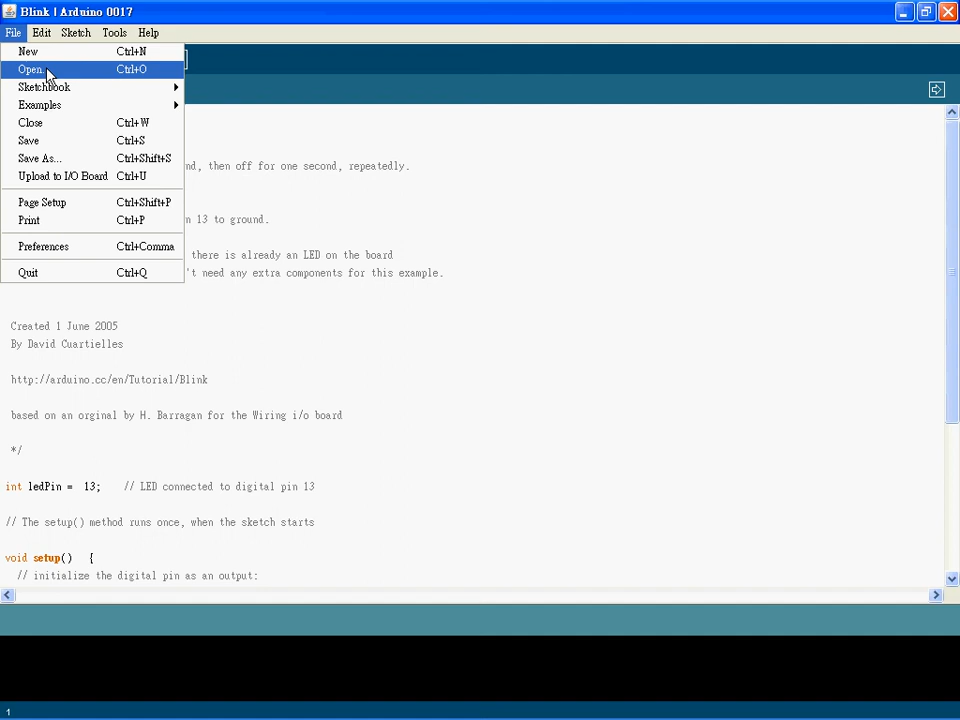 Blink | Arduino 0017
File Edit Sketch Tools Help
New Ctrl+N
Open... Ctrl+O
Sketchbook
Examples
Close Ctrl+W
Save Ctrl+S
Save As... Ctrl+Shift+S
Upload to I/O Board Ctrl+U
Page Setup Ctrl+Shift+P
Print Ctrl+P
Preferences Ctrl+Comma
Quit Ctrl+Q
then off for one second, repeatedly.
13 to ground.
there is already an LED on the board
't need any extra components for this example.
Created 1 June 2005
By David Cuartielles
http://arduino.cc/en/Tutorial/Blink
based on an orginal by H. Barragan for the Wiring i/o board
*/
int ledPin = 13; // LED connected to digital pin 13
// The setup() method runs once, when the sketch starts
void setup() {
// initialize the digital pin as an output:
1